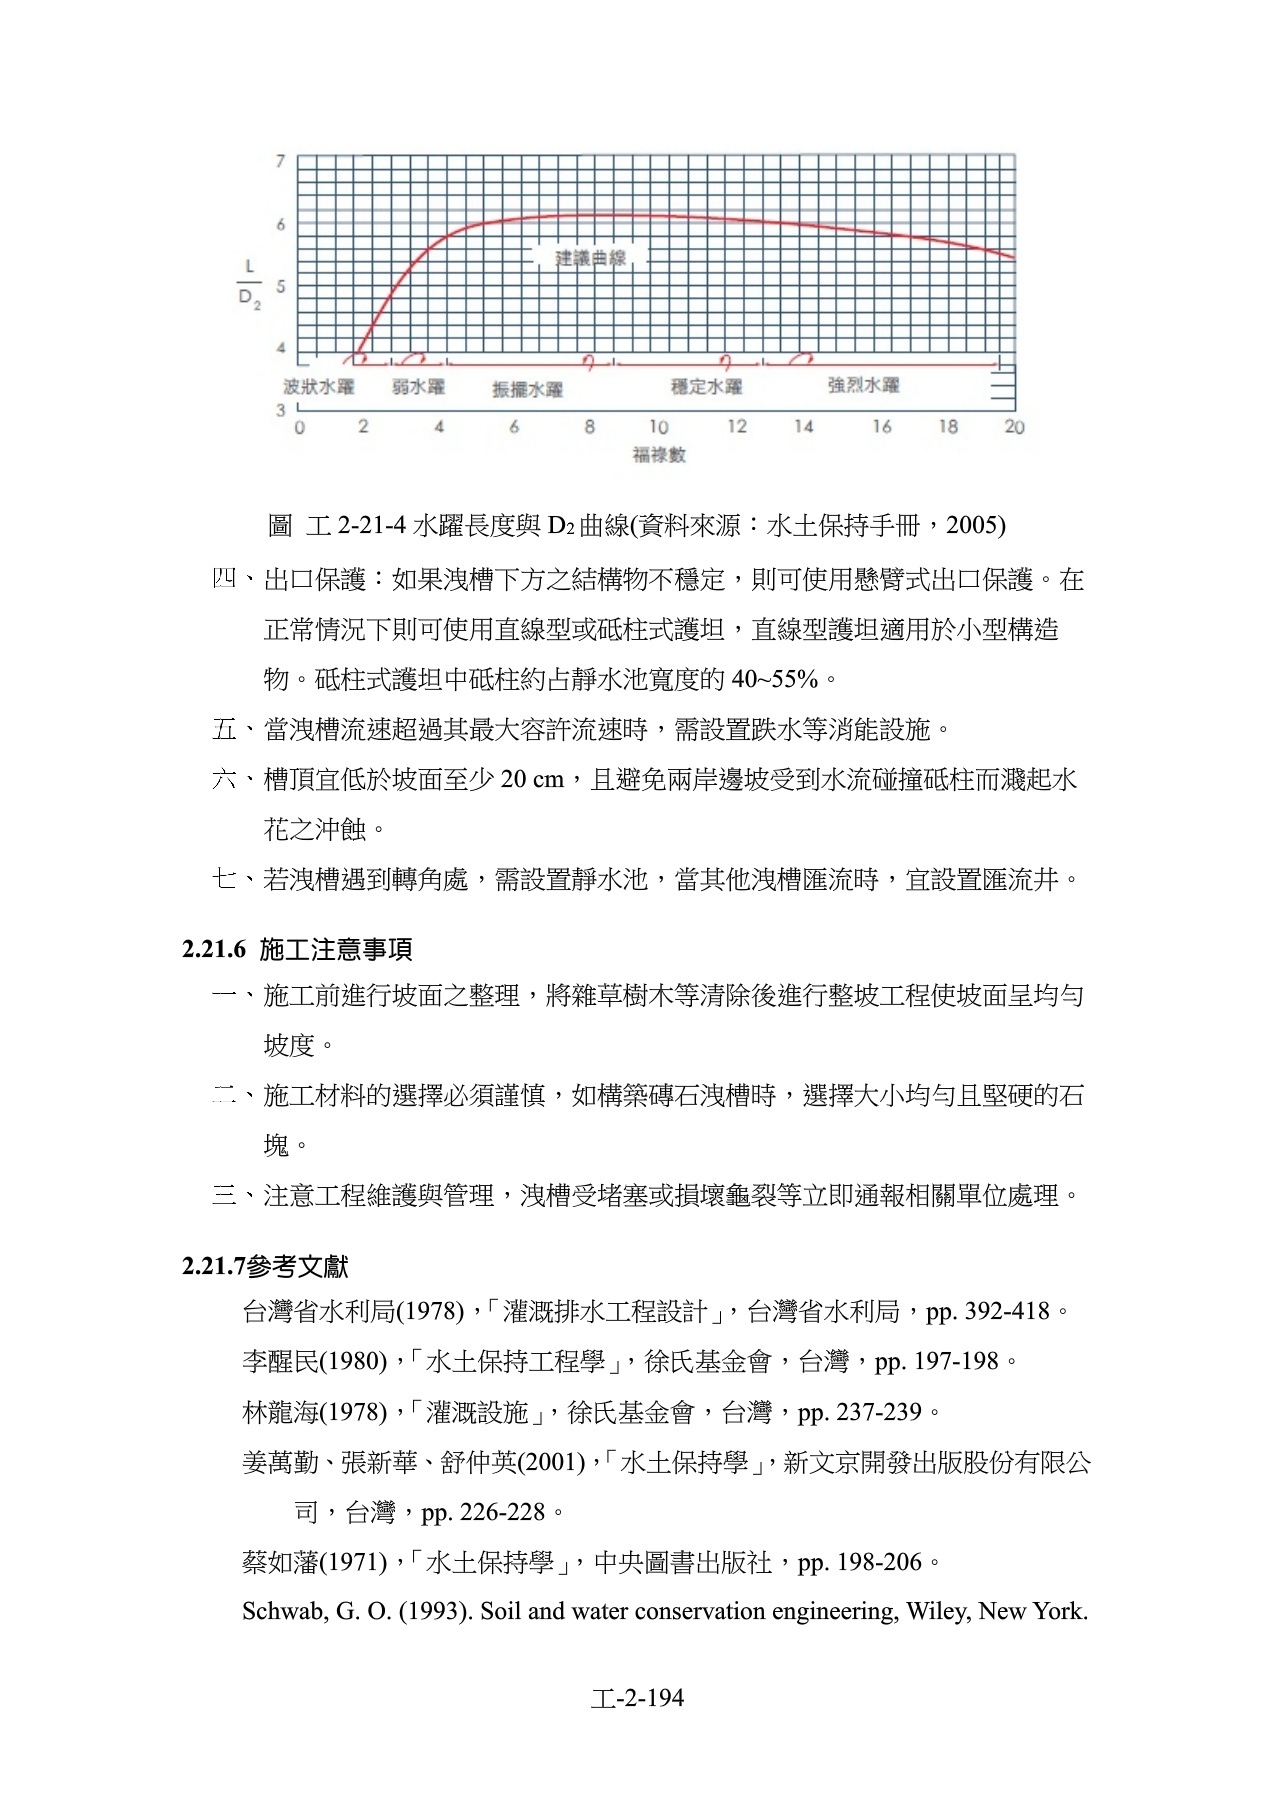 7
6
建議曲線
L
D2
5
4
波狀水躍 弱水躍 振擺水躍 穩定水躍 強烈水躍
3
0 2 4 6 8 10 12 14 16 18 20
福祿數
圖 工 2-21-4 水躍長度與 D2 曲線(資料來源：水土保持手冊，2005)
四、出口保護：如果洩槽下方之結構物不穩定，則可使用懸臂式出口保護。在
正常情況下則可使用直線型或砥柱式護坦，直線型護坦適用於小型構造
物。砥柱式護坦中砥柱約占靜水池寬度的 40~55%。
五、當洩槽流速超過其最大容許流速時，需設置跌水等消能設施。
六、槽頂宜低於坡面至少 20 cm，且避免兩岸邊坡受到水流碰撞砥柱而濺起水
花之沖蝕。
七、若洩槽遇到轉角處，需設置靜水池，當其他洩槽匯流時，宜設置匯流井。
2.21.6 施工注意事項
一、施工前進行坡面之整理，將雜草樹木等清除後進行整坡工程使坡面呈均勻
坡度。
二、施工材料的選擇必須謹慎，如構築磚石洩槽時，選擇大小均勻且堅硬的石
塊。
三、注意工程維護與管理，洩槽受堵塞或損壞龜裂等立即通報相關單位處理。
2.21.7參考文獻
台灣省水利局(1978)，「灌溉排水工程設計」，台灣省水利局，pp. 392-418。
李醒民(1980)，「水土保持工程學」，徐氏基金會，台灣，pp. 197-198。
林龍海(1978)，「灌溉設施」，徐氏基金會，台灣，pp. 237-239。
姜萬勤、張新華、舒仲英(2001)，「水土保持學」，新文京開發出版股份有限公
司，台灣，pp. 226-228。
蔡如藩(1971)，「水土保持學」，中央圖書出版社，pp. 198-206。
Schwab, G. O. (1993). Soil and water conservation engineering, Wiley, New York.
工-2-194